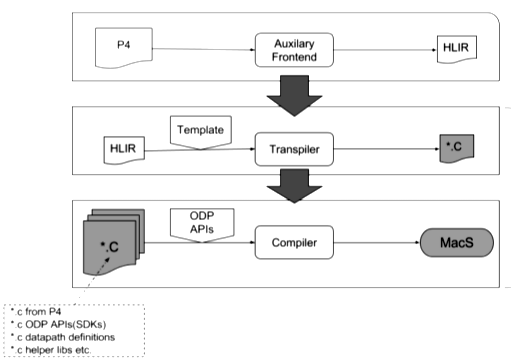 P4
Auxilary
Frontend
HLIR
Template
HLIR
Transpiler
*.C
ODP
APIs
*.C
Compiler
MacS
*.c from P4
*.c ODP APIs(SDKs)
*.c datapath definitions
*.c helper libs etc.